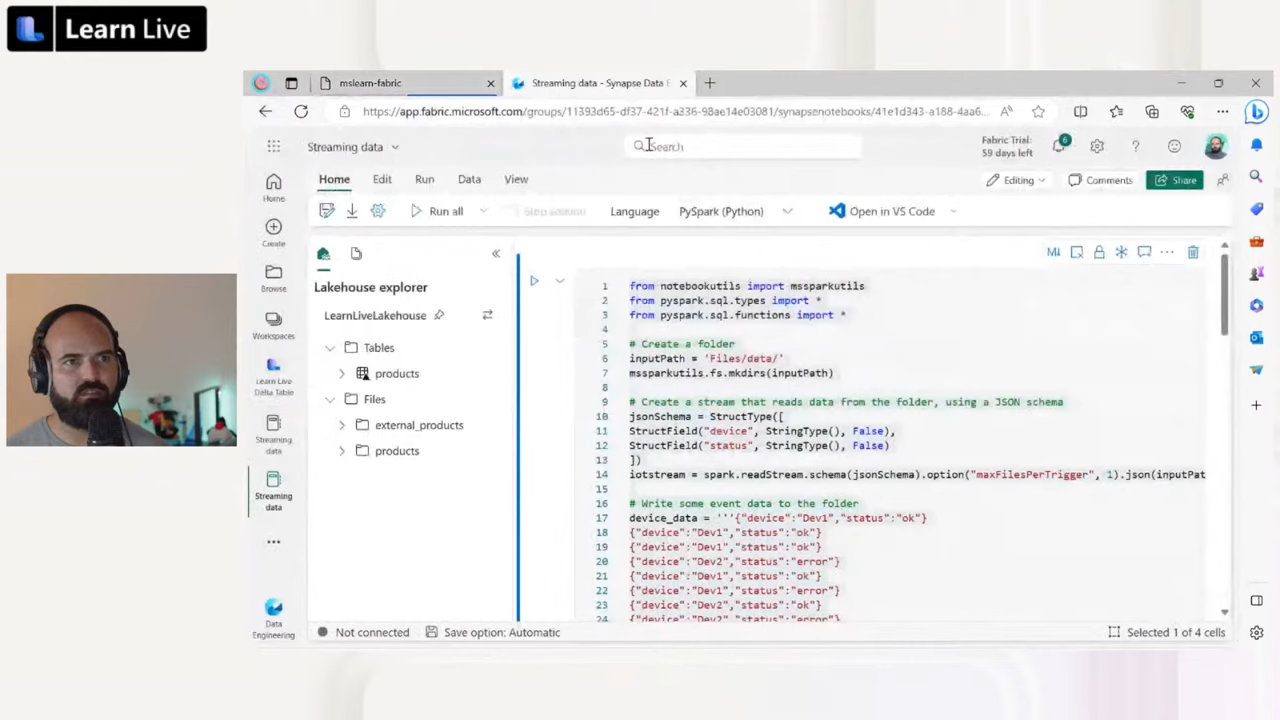 Learn Live
mslearn-fabric
Streaming data - Synapse Data E
https://app.fabric.microsoft.com/groups/11393d65-df37-421f-a336-98ae14e03081/synapsenotebooks/41e1d343-a188-4aa6...
Streaming data
Search
Fabric Trial:
59 days left
6
Home
Edit
Run
Data
View
Editing
Comments
Share
Run all
Stop session
Language
PySpark (Python)
Open in VS Code
Home
Create
Browse
Workspaces
Learn Live
Delta Table
Streaming
data
Streaming
data
Data
Engineering
Lakehouse explorer
LearnLiveLakehouse
Tables
products
Files
external_products
products
M↓
1 from notebookutils import mssparkutils
2 from pyspark.sql.types import *
3 from pyspark.sql.functions import *
4
5 # Create a folder
6 inputPath = 'Files/data/'
7 mssparkutils.fs.mkdirs(inputPath)
8
9 # Create a stream that reads data from the folder, using a JSON schema
10 jsonSchema = StructType([
11 StructField("device", StringType(), False),
12 StructField("status", StringType(), False)
13 ])
14 iotstream = spark.readStream.schema(jsonSchema).option("maxFilesPerTrigger", 1).json(inputPat
15
16 # Write some event data to the folder
17 device_data = '''{"device":"Dev1","status":"ok"}
18 {"device":"Dev1","status":"ok"}
19 {"device":"Dev1","status":"ok"}
20 {"device":"Dev2","status":"error"}
21 {"device":"Dev1","status":"ok"}
22 {"device":"Dev1","status":"error"}
23 {"device":"Dev2","status":"ok"}
24 {"device":"Dev2","status":"error"}
Not connected
Save option: Automatic
Selected 1 of 4 cells